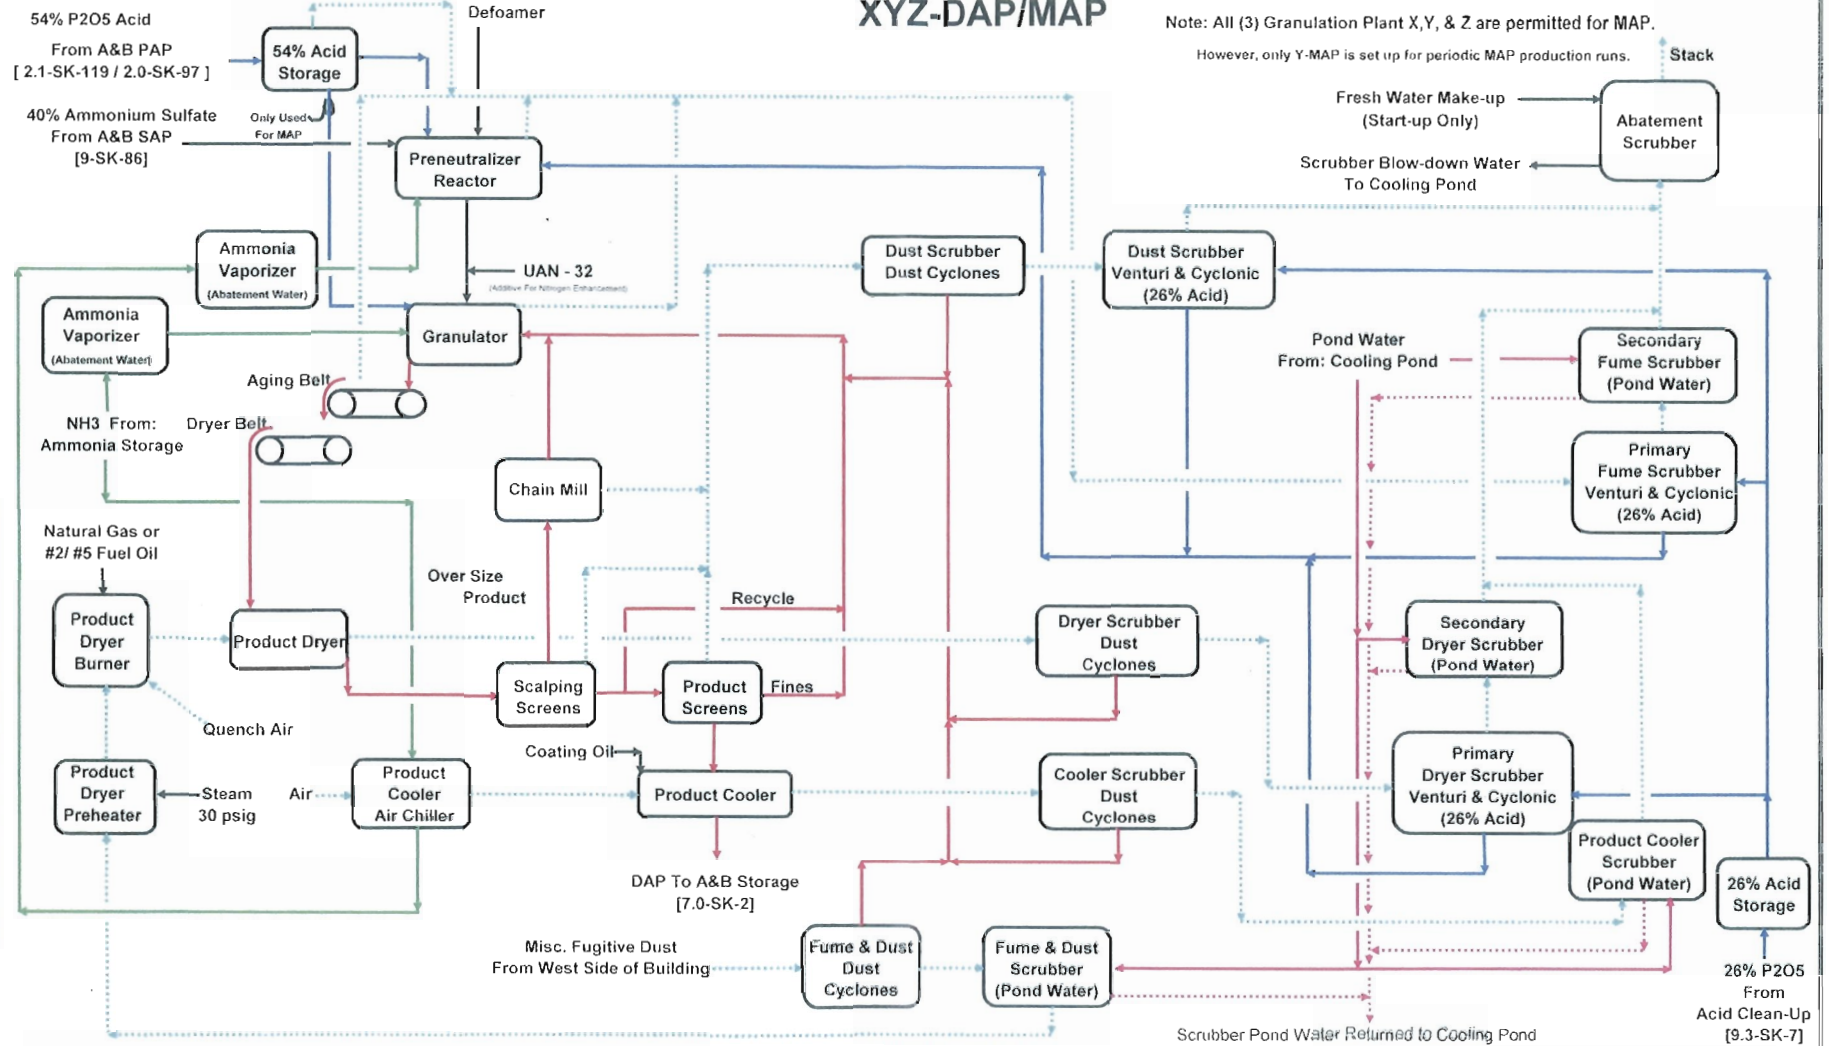 XYZ-DAP/MAP
54% P2O5 Acid
From A&B PAP
[ 2.1-SK-119 / 2.0-SK-97 ]
54% Acid
Storage
Defoamer
Note: All (3) Granulation Plant X,Y, & Z are permitted for MAP.
However, only Y-MAP is set up for periodic MAP production runs.
Stack
40% Ammonium Sulfate
From A&B SAP
[9-SK-86]
Only Used
For MAP
Preneutralizer
Reactor
Fresh Water Make-up
(Start-up Only)
Abatement
Scrubber
Scrubber Blow-down Water
To Cooling Pond
Ammonia
Vaporizer
(Abatement Water)
UAN - 32
(Additive For Nitrogen Enhancement)
Dust Scrubber
Dust Cyclones
Dust Scrubber
Venturi & Cyclonic
(26% Acid)
Ammonia
Vaporizer
(Abatement Water)
Granulator
Pond Water
From: Cooling Pond
Secondary
Fume Scrubber
(Pond Water)
Aging Belt
Dryer Belt
NH3 From:
Ammonia Storage
Primary
Fume Scrubber
Venturi & Cyclonic
(26% Acid)
Chain Mill
Natural Gas or
#2/ #5 Fuel Oil
Over Size
Product
Recycle
Product
Dryer
Burner
Product Dryer
Dryer Scrubber
Dust
Cyclones
Secondary
Dryer Scrubber
(Pond Water)
Scalping
Screens
Product
Screens
Fines
Quench Air
Coating Oil
Product
Dryer
Preheater
Steam
30 psig
Air
Product
Cooler
Air Chiller
Product Cooler
Cooler Scrubber
Dust
Cyclones
Primary
Dryer Scrubber
Venturi & Cyclonic
(26% Acid)
Product Cooler
Scrubber
(Pond Water)
26% Acid
Storage
DAP To A&B Storage
[7.0-SK-2]
Misc. Fugitive Dust
From West Side of Building
Fume & Dust
Dust
Cyclones
Fume & Dust
Scrubber
(Pond Water)
26% P2O5
From
Acid Clean-Up
[9.3-SK-7]
Scrubber Pond Water Returned to Cooling Pond